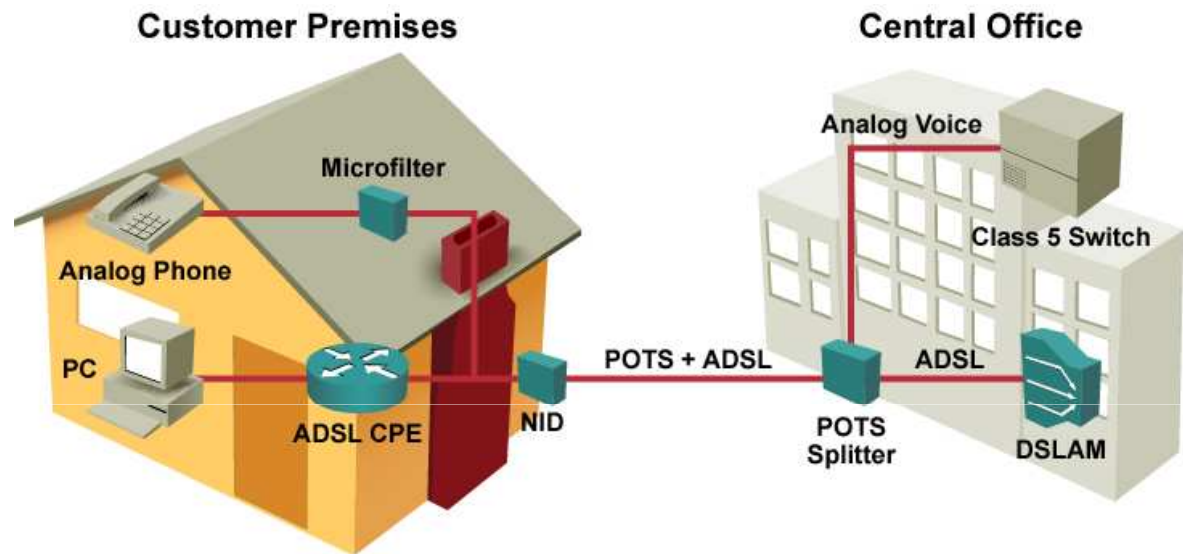 Customer Premises
Central Office
Analog Voice
Microfilter
Class 5 Switch
Analog Phone
POTS + ADSL
ADSL
PC
NID
ADSL CPE
POTS
Splitter
DSLAM